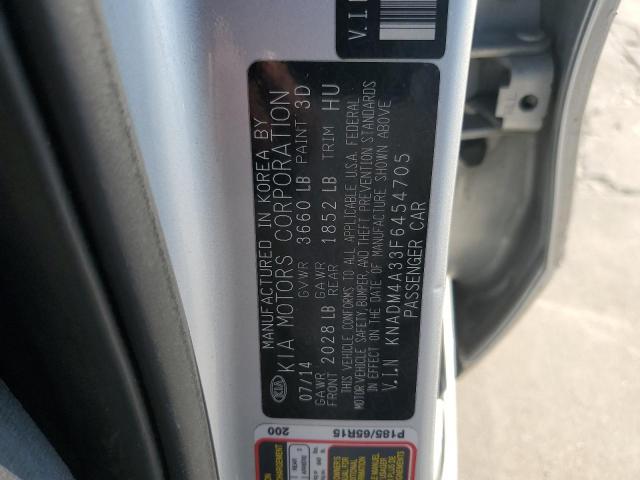 V.I
MANUFACTURED IN KOREA BY
KIA KIA MOTORS CORPORATION
07/14 GVWR 3660 LB PAINT 3D
GAWR FRONT 2028 LB GAWR REAR 1852 LB TRIM HU
THIS VEHICLE CONFORMS TO ALL APPLICABLE U.S.A. FEDERAL
MOTOR VEHICLE SAFETY, BUMPER, AND THEFT PREVENTION STANDARDS
IN EFFECT ON THE DATE OF MANUFACTURE SHOWN ABOVE
V.I.N KNADM4A33F6454705
PASSENGER CAR
P185/65R15
200